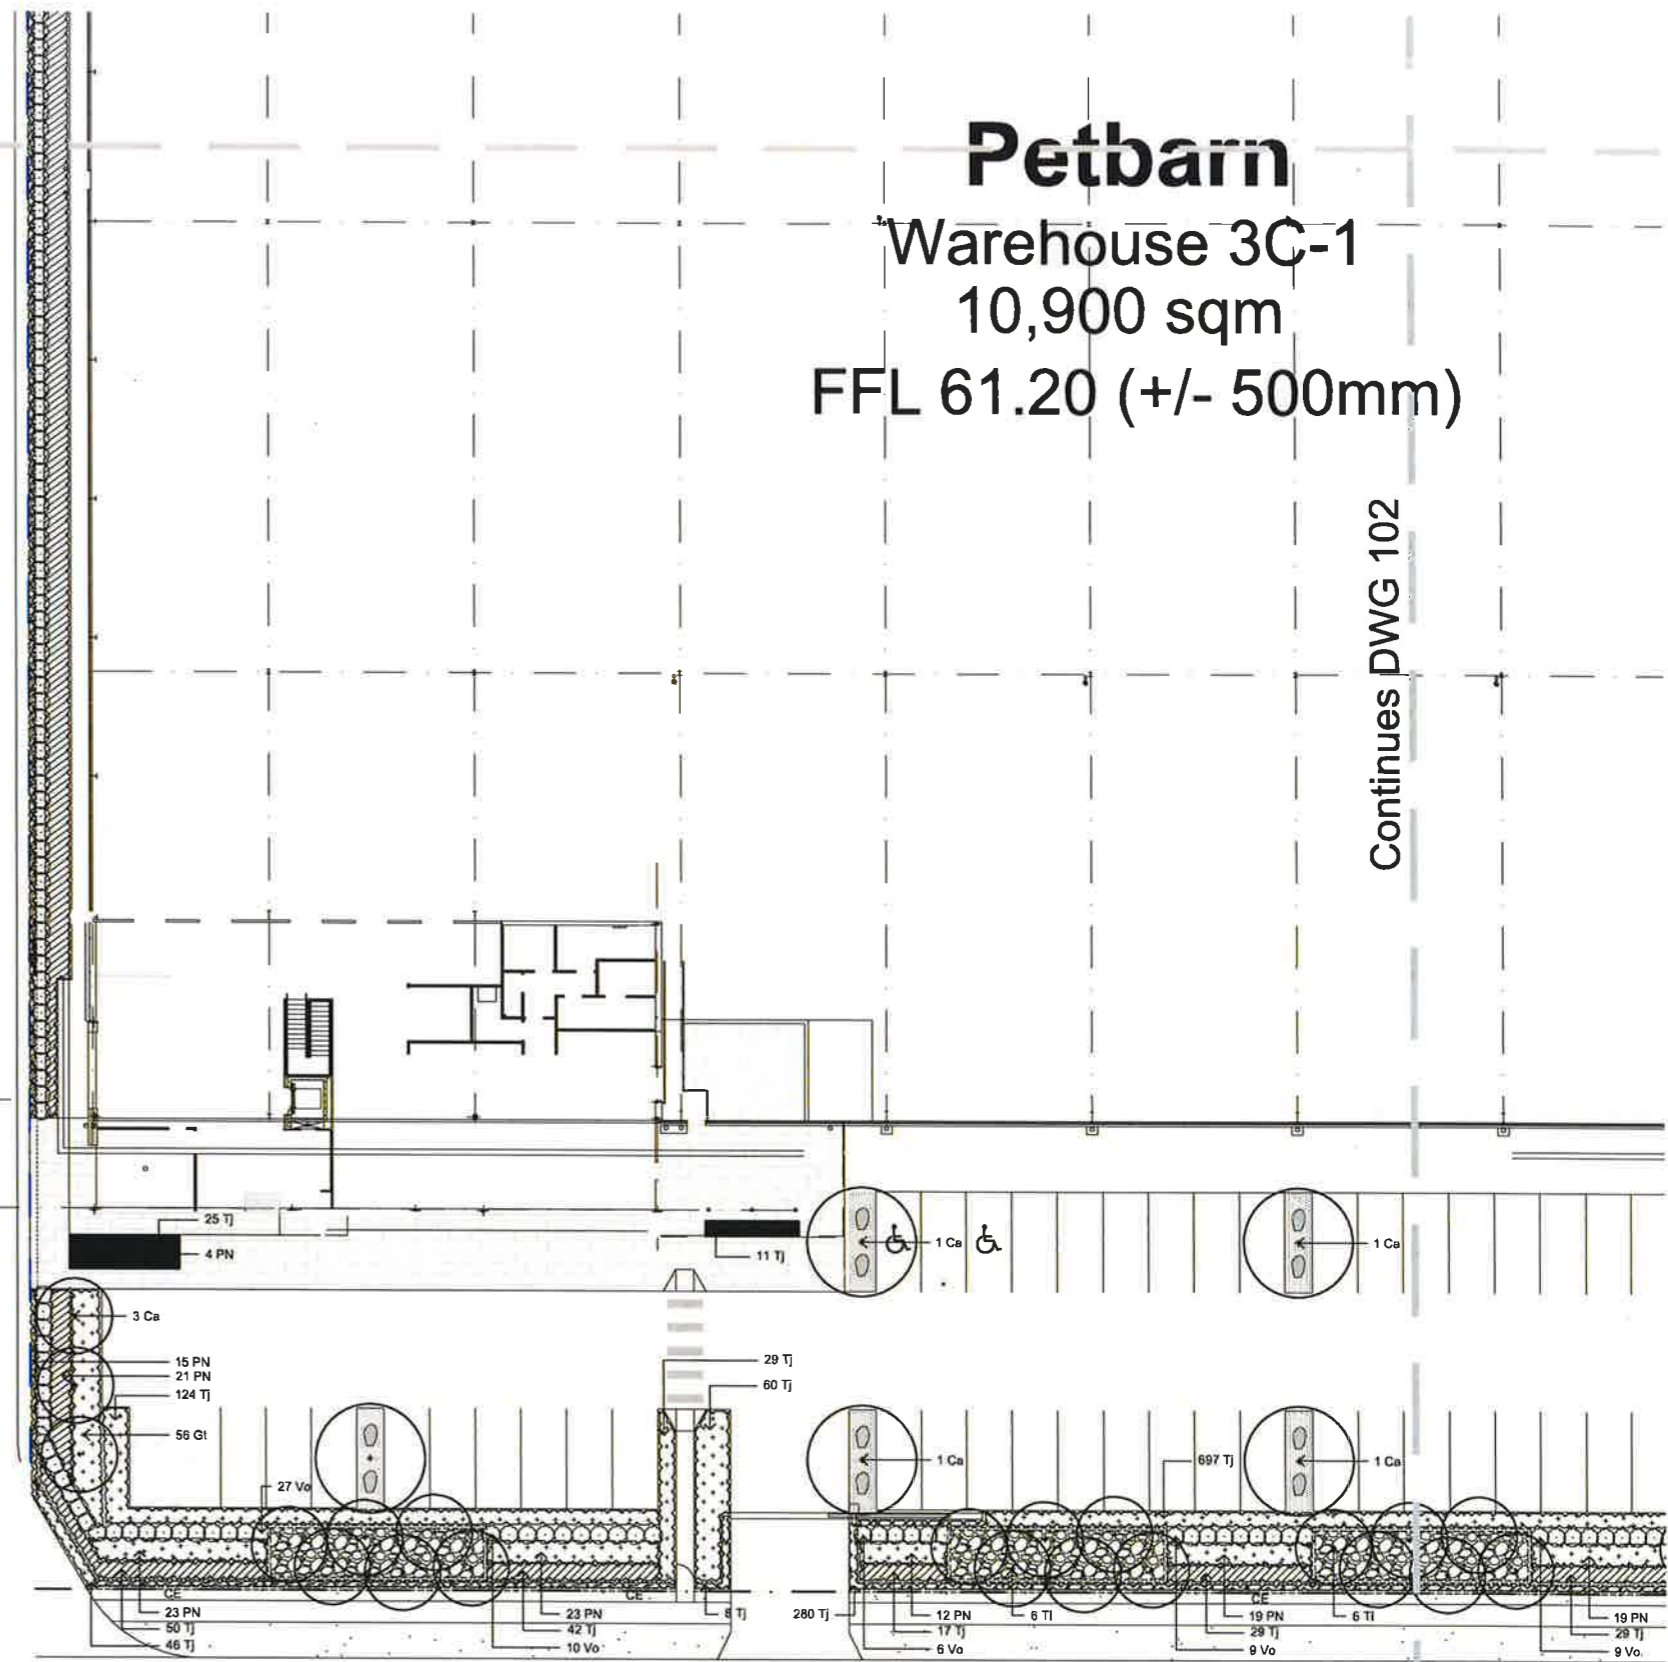 Petbarn
Warehouse 3C-1
10,900 sqm
FFL 61.20 (+/- 500mm)
Continues DWG 102
25 Tj
4 PN
11 Tj
1 Ca
1 Ca
3 Ca
15 PN
21 PN
124 Tj
56 Gt
29 Tj
60 Tj
1 Ca
697 Tj
1 Ca
27 Vo
CE
23 PN
50 Tj
46 Tj
CE
23 PN
42 Tj
10 Vo
8 Tj
280 Tj
12 PN
17 Tj
6 Vo
6 Tl
CE
19 PN
29 Tj
9 Vo
6 Tl
19 PN
29 Tj
9 Vo